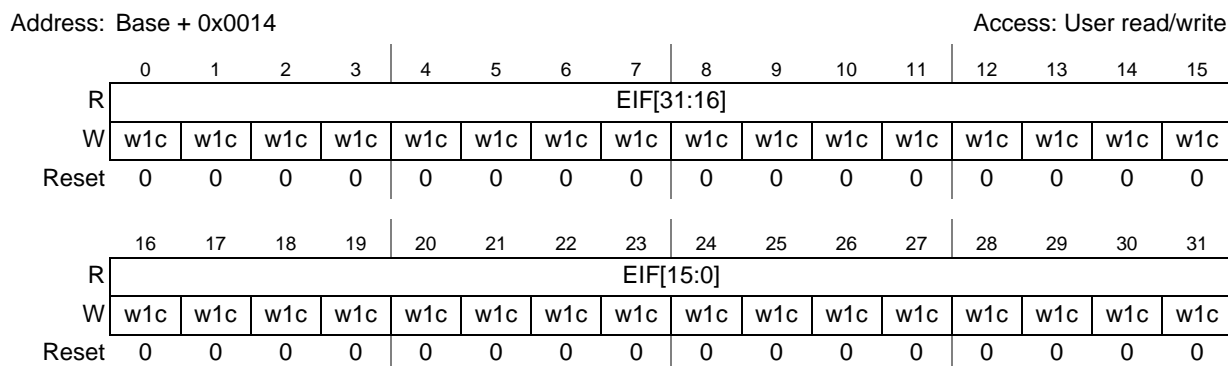 Address: Base + 0x0014 Access: User read/write
0 1 2 3 4 5 6 7 8 9 10 11 12 13 14 15
R EIF[31:16]
W w1c w1c w1c w1c w1c w1c w1c w1c w1c w1c w1c w1c w1c w1c w1c w1c
Reset 0 0 0 0 0 0 0 0 0 0 0 0 0 0 0 0
16 17 18 19 20 21 22 23 24 25 26 27 28 29 30 31
R EIF[15:0]
W w1c w1c w1c w1c w1c w1c w1c w1c w1c w1c w1c w1c w1c w1c w1c w1c
Reset 0 0 0 0 0 0 0 0 0 0 0 0 0 0 0 0